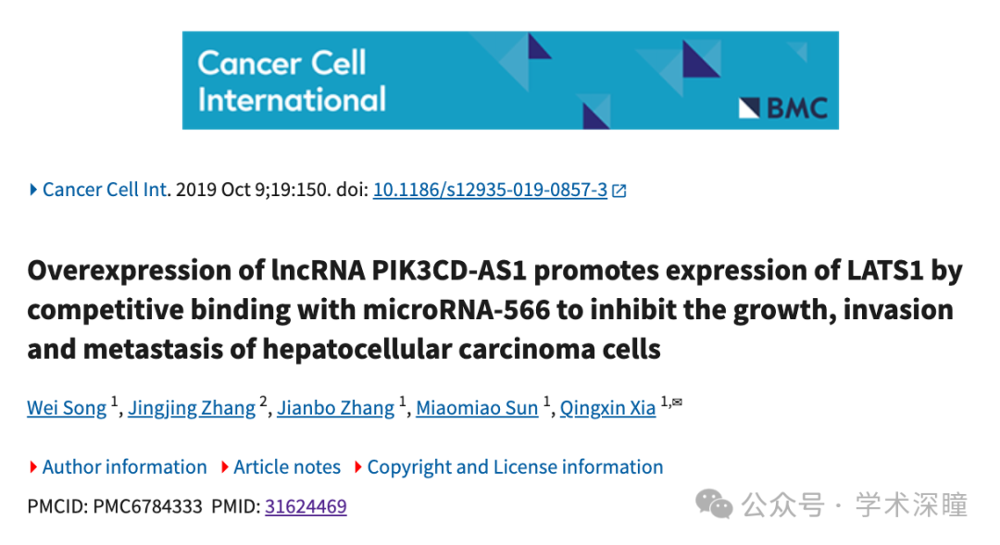 Cancer Cell
International
BMC
Cancer Cell Int. 2019 Oct 9;19:150. doi: 10.1186/s12935-019-0857-3
Overexpression of lncRNA PIK3CD-AS1 promotes expression of LATS1 by
competitive binding with microRNA-566 to inhibit the growth, invasion
and metastasis of hepatocellular carcinoma cells
Wei Song 1, Jingjing Zhang 2, Jianbo Zhang 1, Miaomiao Sun 1, Qingxin Xia 1,✉
Author information Article notes Copyright and License information
PMCID: PMC6784333 PMID: 31624469
公众号 · 学术深瞳